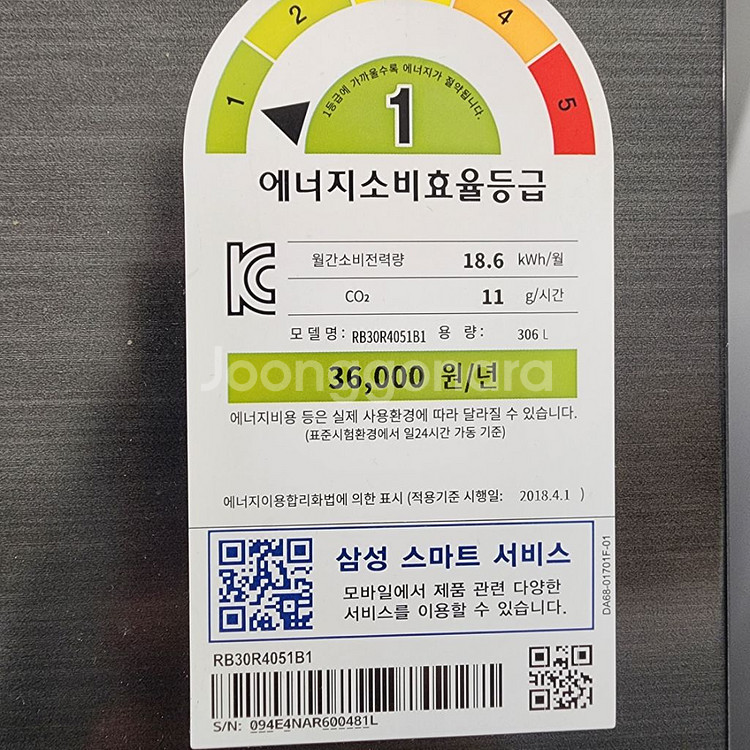 2
4
1
5
1등급에 가까울수록 에너지가 절약됩니다.
1
에너지소비효율등급
월간소비전력량 18.6 kWh/월
CO₂ 11 g/시간
모델명: RB30R4051B1 용 량: 306 L
36,000 원/년
Joonggonara
에너지비용 등은 실제 사용환경에 따라 달라질 수 있습니다.
(표준시험환경에서 일24시간 가동 기준)
에너지이용합리화법에 의한 표시 (적용기준 시행일: 2018.4.1 )
삼성 스마트 서비스
모바일에서 제품 관련 다양한
서비스를 이용할 수 있습니다.
DA68-01701F-01
RB30R4051B1
S/N: 094E4NAR600481L